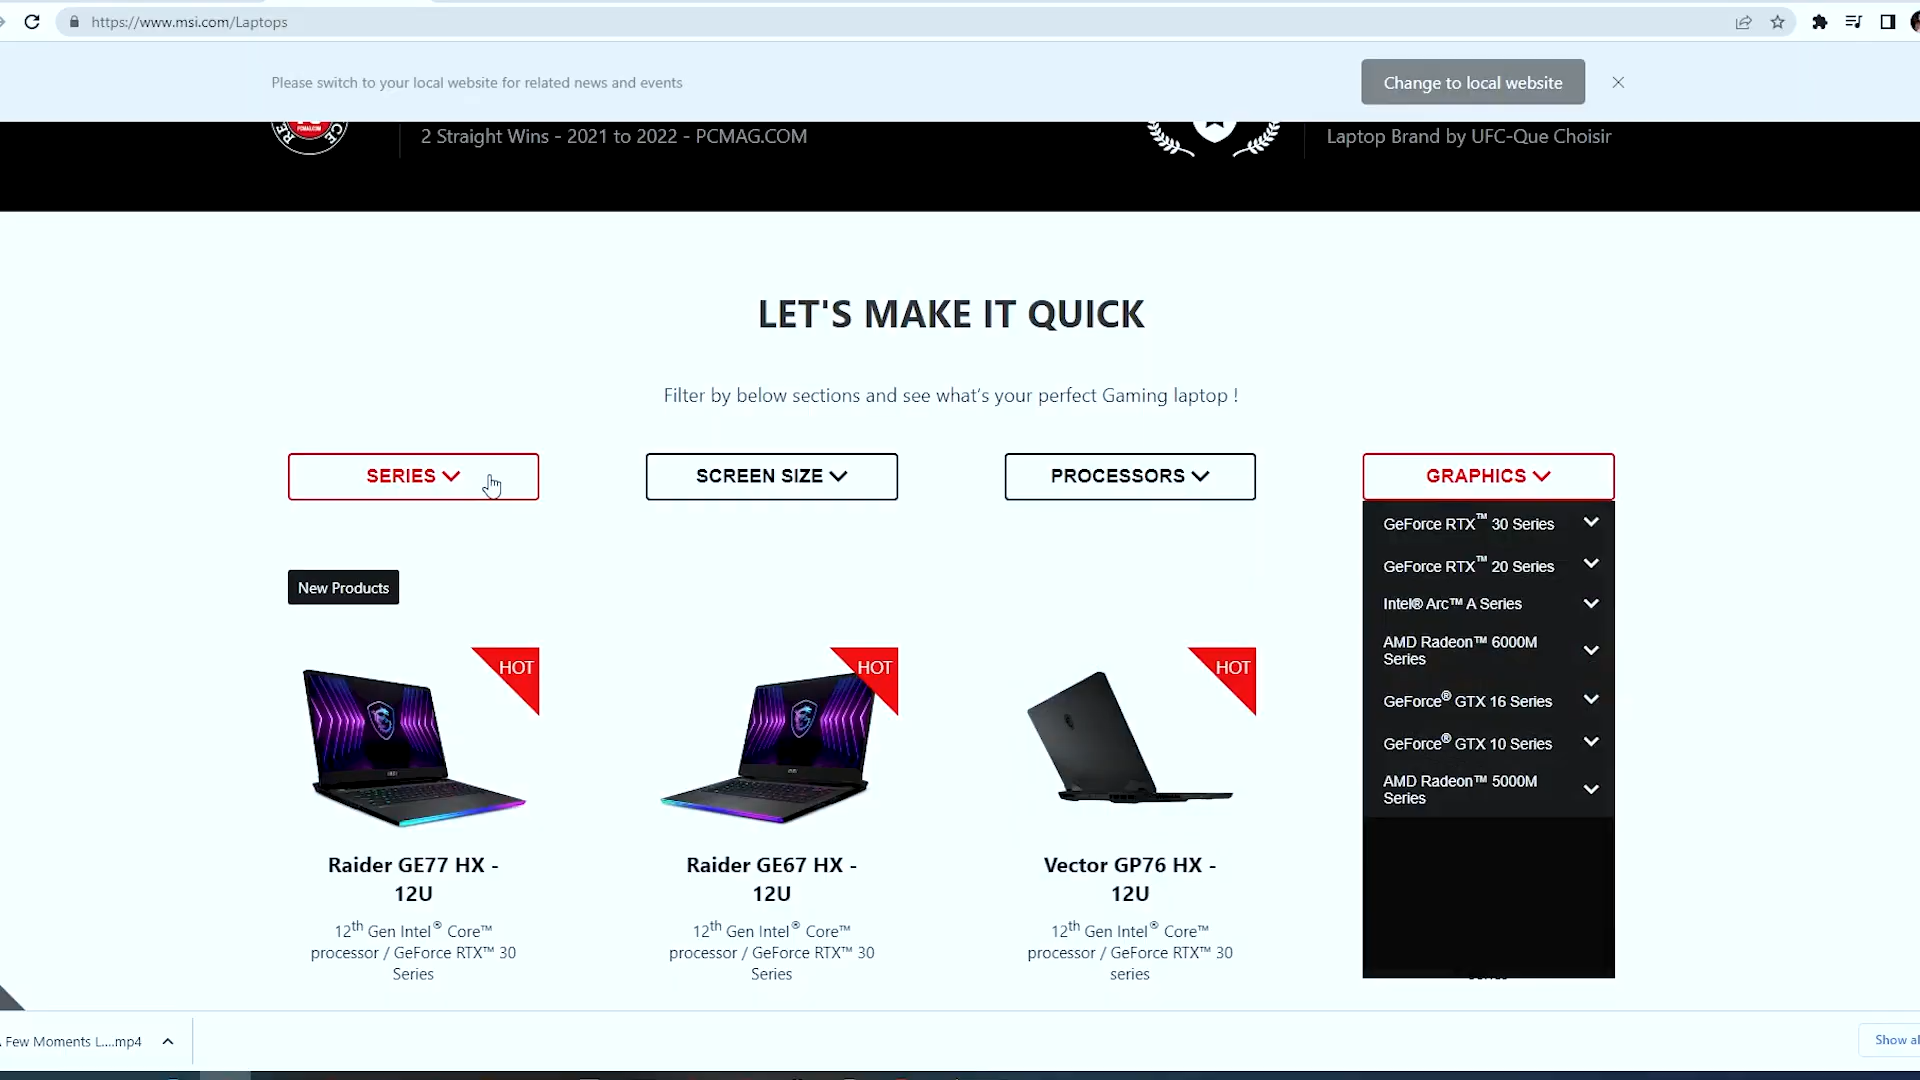 https://www.msi.com/Laptops
Please switch to your local website for related news and events
Change to local website
PCMAG.COM
2 Straight Wins - 2021 to 2022 - PCMAG.COM
Laptop Brand by UFC-Que Choisir
LET'S MAKE IT QUICK
Filter by below sections and see what's your perfect Gaming laptop !
SERIES
SCREEN SIZE
PROCESSORS
GRAPHICS
GeForce RTX™ 30 Series
GeForce RTX™ 20 Series
Intel® Arc™ A Series
AMD Radeon™ 6000M
Series
GeForce® GTX 16 Series
GeForce® GTX 10 Series
AMD Radeon™ 5000M
Series
New Products
HOT
HOT
HOT
Raider GE77 HX -
12U
12th Gen Intel® Core™
processor / GeForce RTX™ 30
Series
Raider GE67 HX -
12U
12th Gen Intel® Core™
processor / GeForce RTX™ 30
Series
Vector GP76 HX -
12U
12th Gen Intel® Core™
processor / GeForce RTX™ 30
series
Few Moments L....mp4
Show al